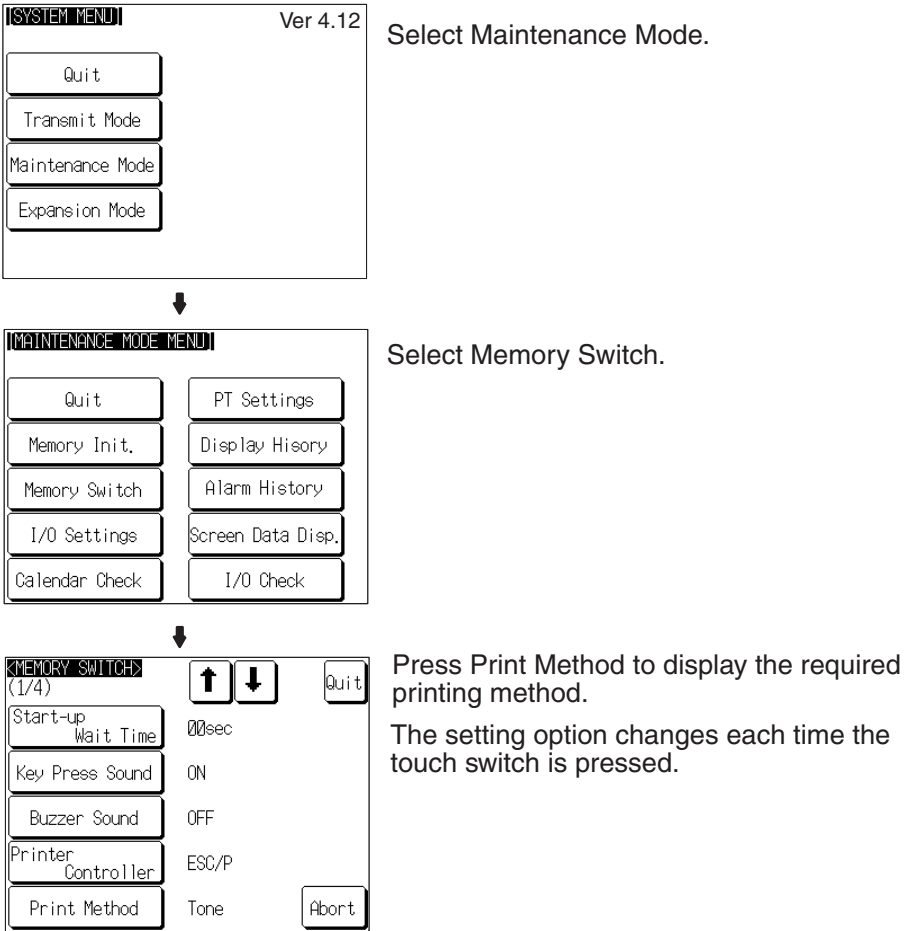 [SYSTEM MENU]
Ver 4.12
Select Maintenance Mode.
Quit
Transmit Mode
Maintenance Mode
Expansion Mode
[MAINTENANCE MODE MENU]
Select Memory Switch.
Quit
PT Settings
Memory Init.
Display Hisory
Memory Switch
Alarm History
I/O Settings
Screen Data Disp.
Calendar Check
I/O Check
<MEMORY SWITCH>
(1/4)
Quit
Press Print Method to display the required
printing method.
Start-up
Wait Time
00sec
The setting option changes each time the
touch switch is pressed.
Key Press Sound
ON
Buzzer Sound
OFF
Printer
Controller
ESC/P
Print Method
Tone
Abort